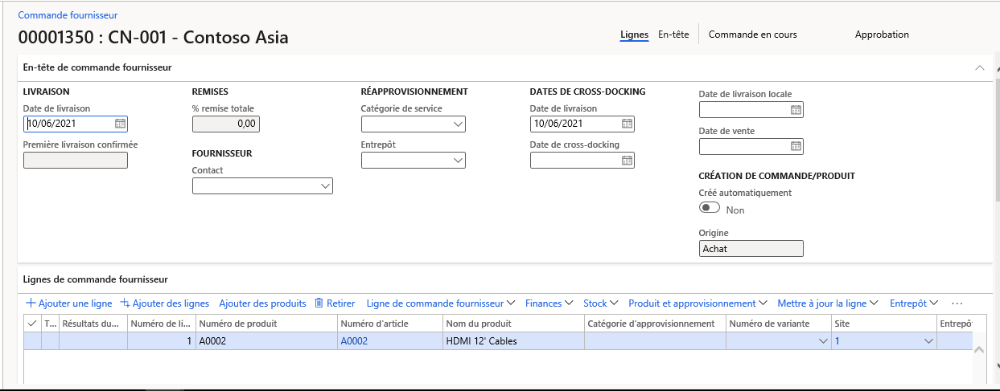 Commande fournisseur
00001350 : CN-001 - Contoso Asia
Lignes En-tête Commande en cours Approbation
En-tête de commande fournisseur
LIVRAISON
Date de livraison
10/06/2021
Première livraison confirmée
REMISES
% remise totale
0,00
FOURNISSEUR
Contact
RÉAPPROVISIONNEMENT
Catégorie de service
Entrepôt
DATES DE CROSS-DOCKING
Date de livraison
10/06/2021
Date de cross-docking
Date de livraison locale
Date de vente
CRÉATION DE COMMANDE/PRODUIT
Créé automatiquement
Non
Origine
Achat
Lignes de commande fournisseur
Ajouter une ligne Ajouter des lignes Ajouter des produits Retirer Ligne de commande fournisseur Finances Stock Produit et approvisionnement Mettre à jour la ligne Entrepôt ...
T... Résultats du... Numéro de li... Numéro de produit Numéro d'article Nom du produit Catégorie d'approvisionnement Numéro de variante Site Entrepô
1 A0002 A0002 HDMI 12' Cables 1